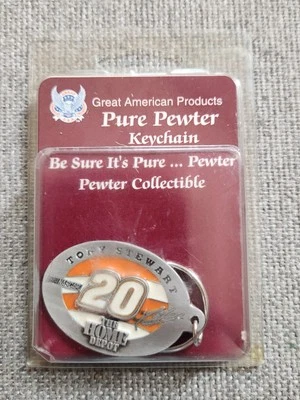 Great American Products
Pure Pewter
Keychain
Be Sure It's Pure ... Pewter
Pewter Collectible
TONY STEWART
20
THE
HOME
DEPOT